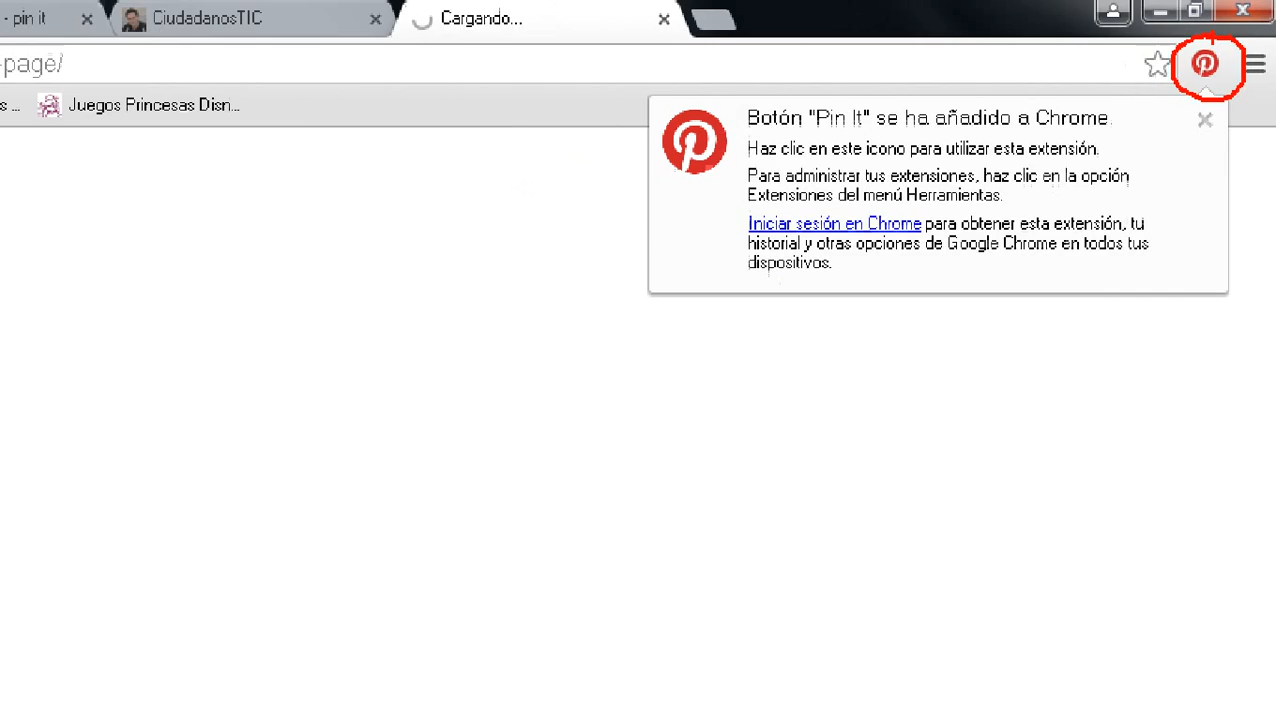 - pin it
CiudadanosTIC
Cargando...
-page/
s ...
Juegos Princesas Disn...
Botón "Pin It" se ha añadido a Chrome.
Haz clic en este icono para utilizar esta extensión.
Para administrar tus extensiones, haz clic en la opción
Extensiones del menú Herramientas.
Iniciar sesión en Chrome para obtener esta extensión, tu
historial y otras opciones de Google Chrome en todos tus
dispositivos.